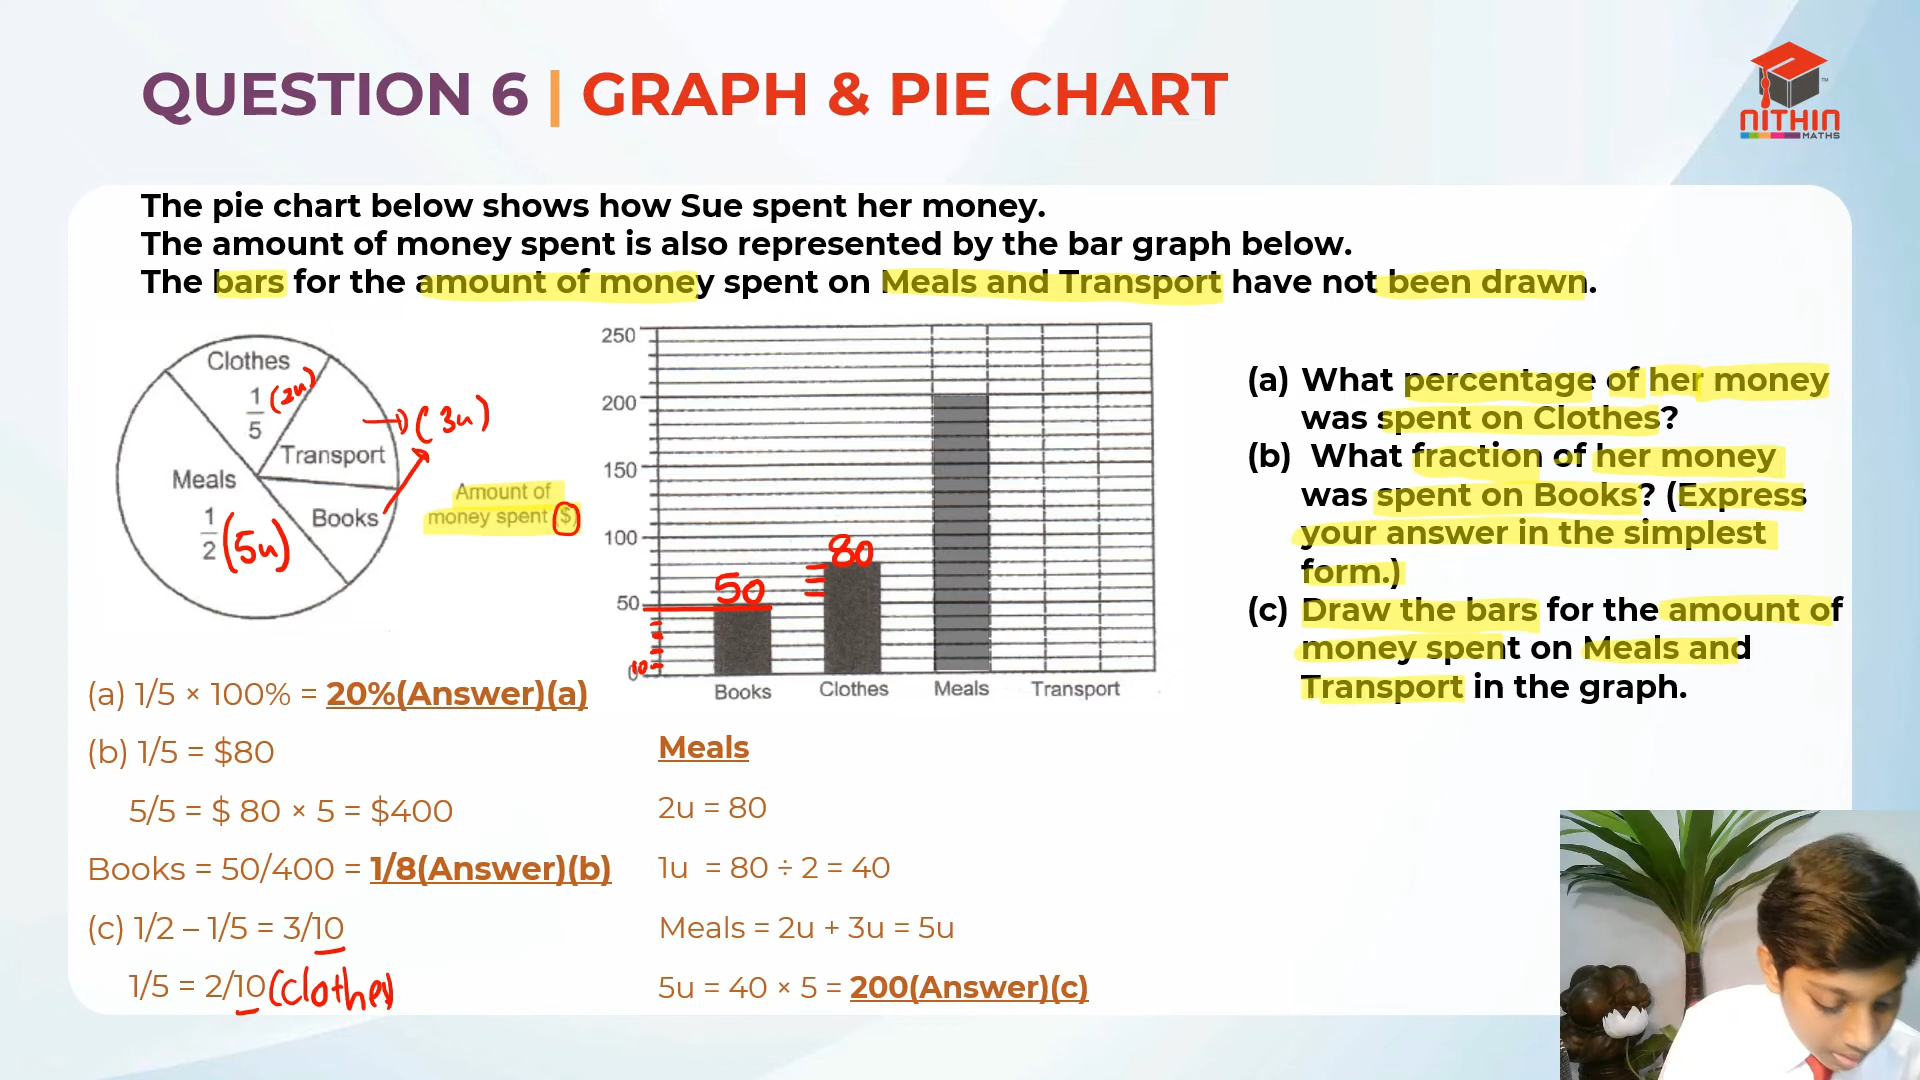 QUESTION 6 | GRAPH & PIE CHART
NITHIN
MATHS
TM
The pie chart below shows how Sue spent her money.
The amount of money spent is also represented by the bar graph below.
The bars for the amount of money spent on Meals and Transport have not been drawn.
Clothes
1/5 (2u)
Transport
→ (3u)
Meals
1/2 (5u)
Books
Amount of
money spent ($)
250
200
150
100
50
0
10
50
80
Books Clothes Meals Transport
(a) What percentage of her money
was spent on Clothes?
(b) What fraction of her money
was spent on Books? (Express
your answer in the simplest
form.)
(c) Draw the bars for the amount of
money spent on Meals and
Transport in the graph.
(a) 1/5 × 100% = 20%(Answer)(a)
(b) 1/5 = $80
5/5 = $ 80 × 5 = $400
Books = 50/400 = 1/8(Answer)(b)
(c) 1/2 – 1/5 = 3/10
1/5 = 2/10 (clothes)
Meals
2u = 80
1u = 80 ÷ 2 = 40
Meals = 2u + 3u = 5u
5u = 40 × 5 = 200(Answer)(c)